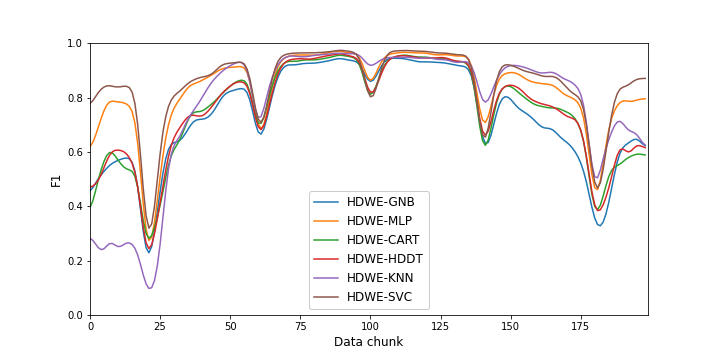 1.0
0.8
0.6
0.4
0.2
0.0
F1
HDWE-GNB
HDWE-MLP
HDWE-CART
HDWE-HDDT
HDWE-KNN
HDWE-SVC
0 25 50 75 100 125 150 175
Data chunk